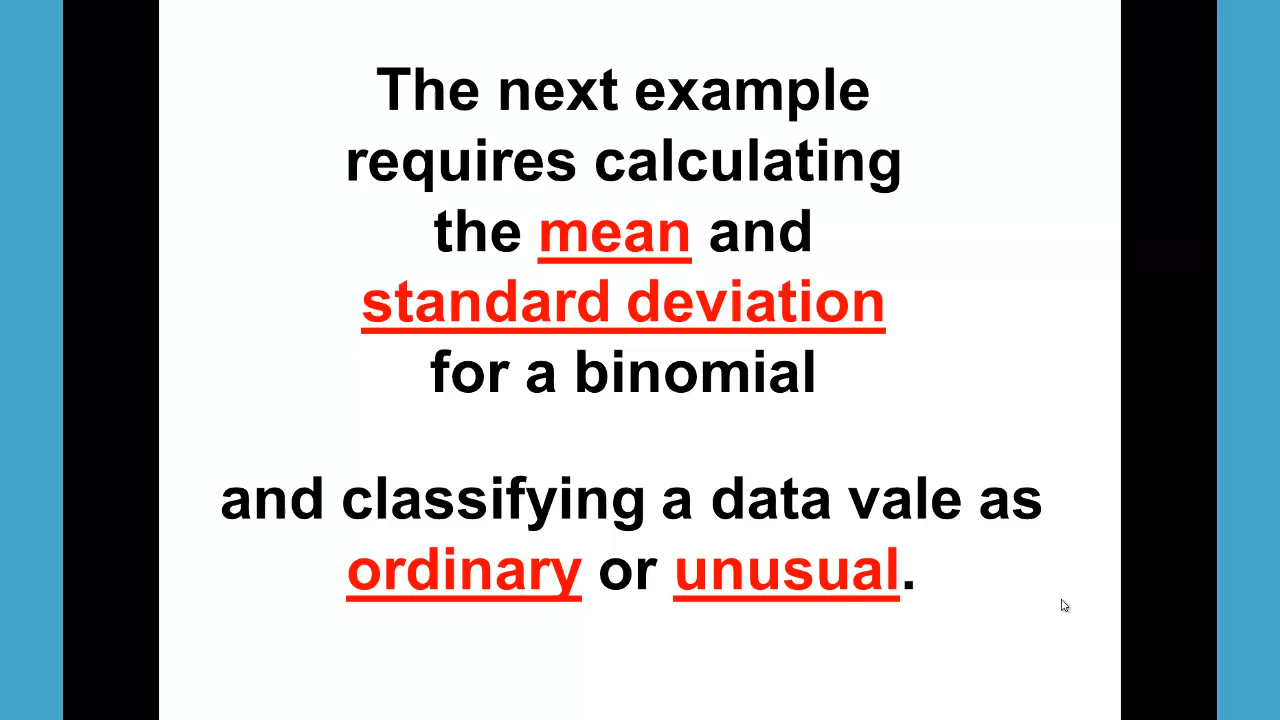 The next example
requires calculating
the mean and
standard deviation
for a binomial
and classifying a data vale as
ordinary or unusual.